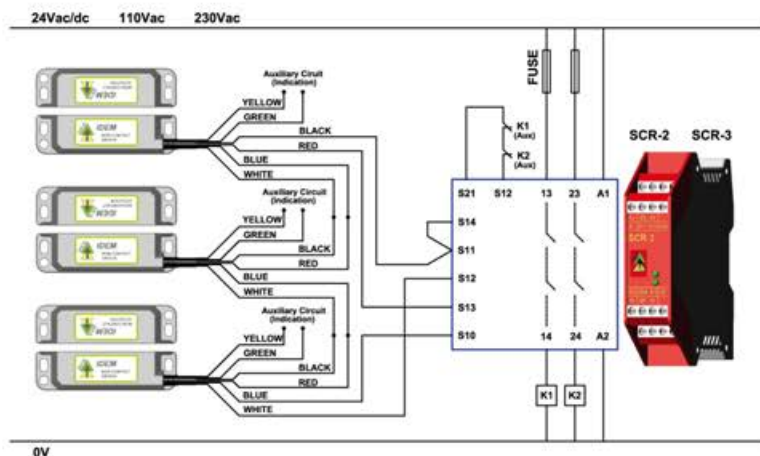 24Vac/dc 110Vac 230Vac
Auxiliary Ciruit
(Indication)
YELLOW
GREEN
BLACK
RED
BLUE
WHITE
IDEM
Auxiliary Circuit
(Indication)
YELLOW
GREEN
BLACK
RED
BLUE
WHITE
IDEM
Auxiliary Circuit
(Indication)
YELLOW
GREEN
BLACK
RED
BLUE
WHITE
IDEM
FUSE
K1
(Aux)
K2
(Aux)
S21 S12 13 23 A1
S14
S11
S12
S13
S10
14 24 A2
K1 K2
SCR-2 SCR-3
0V